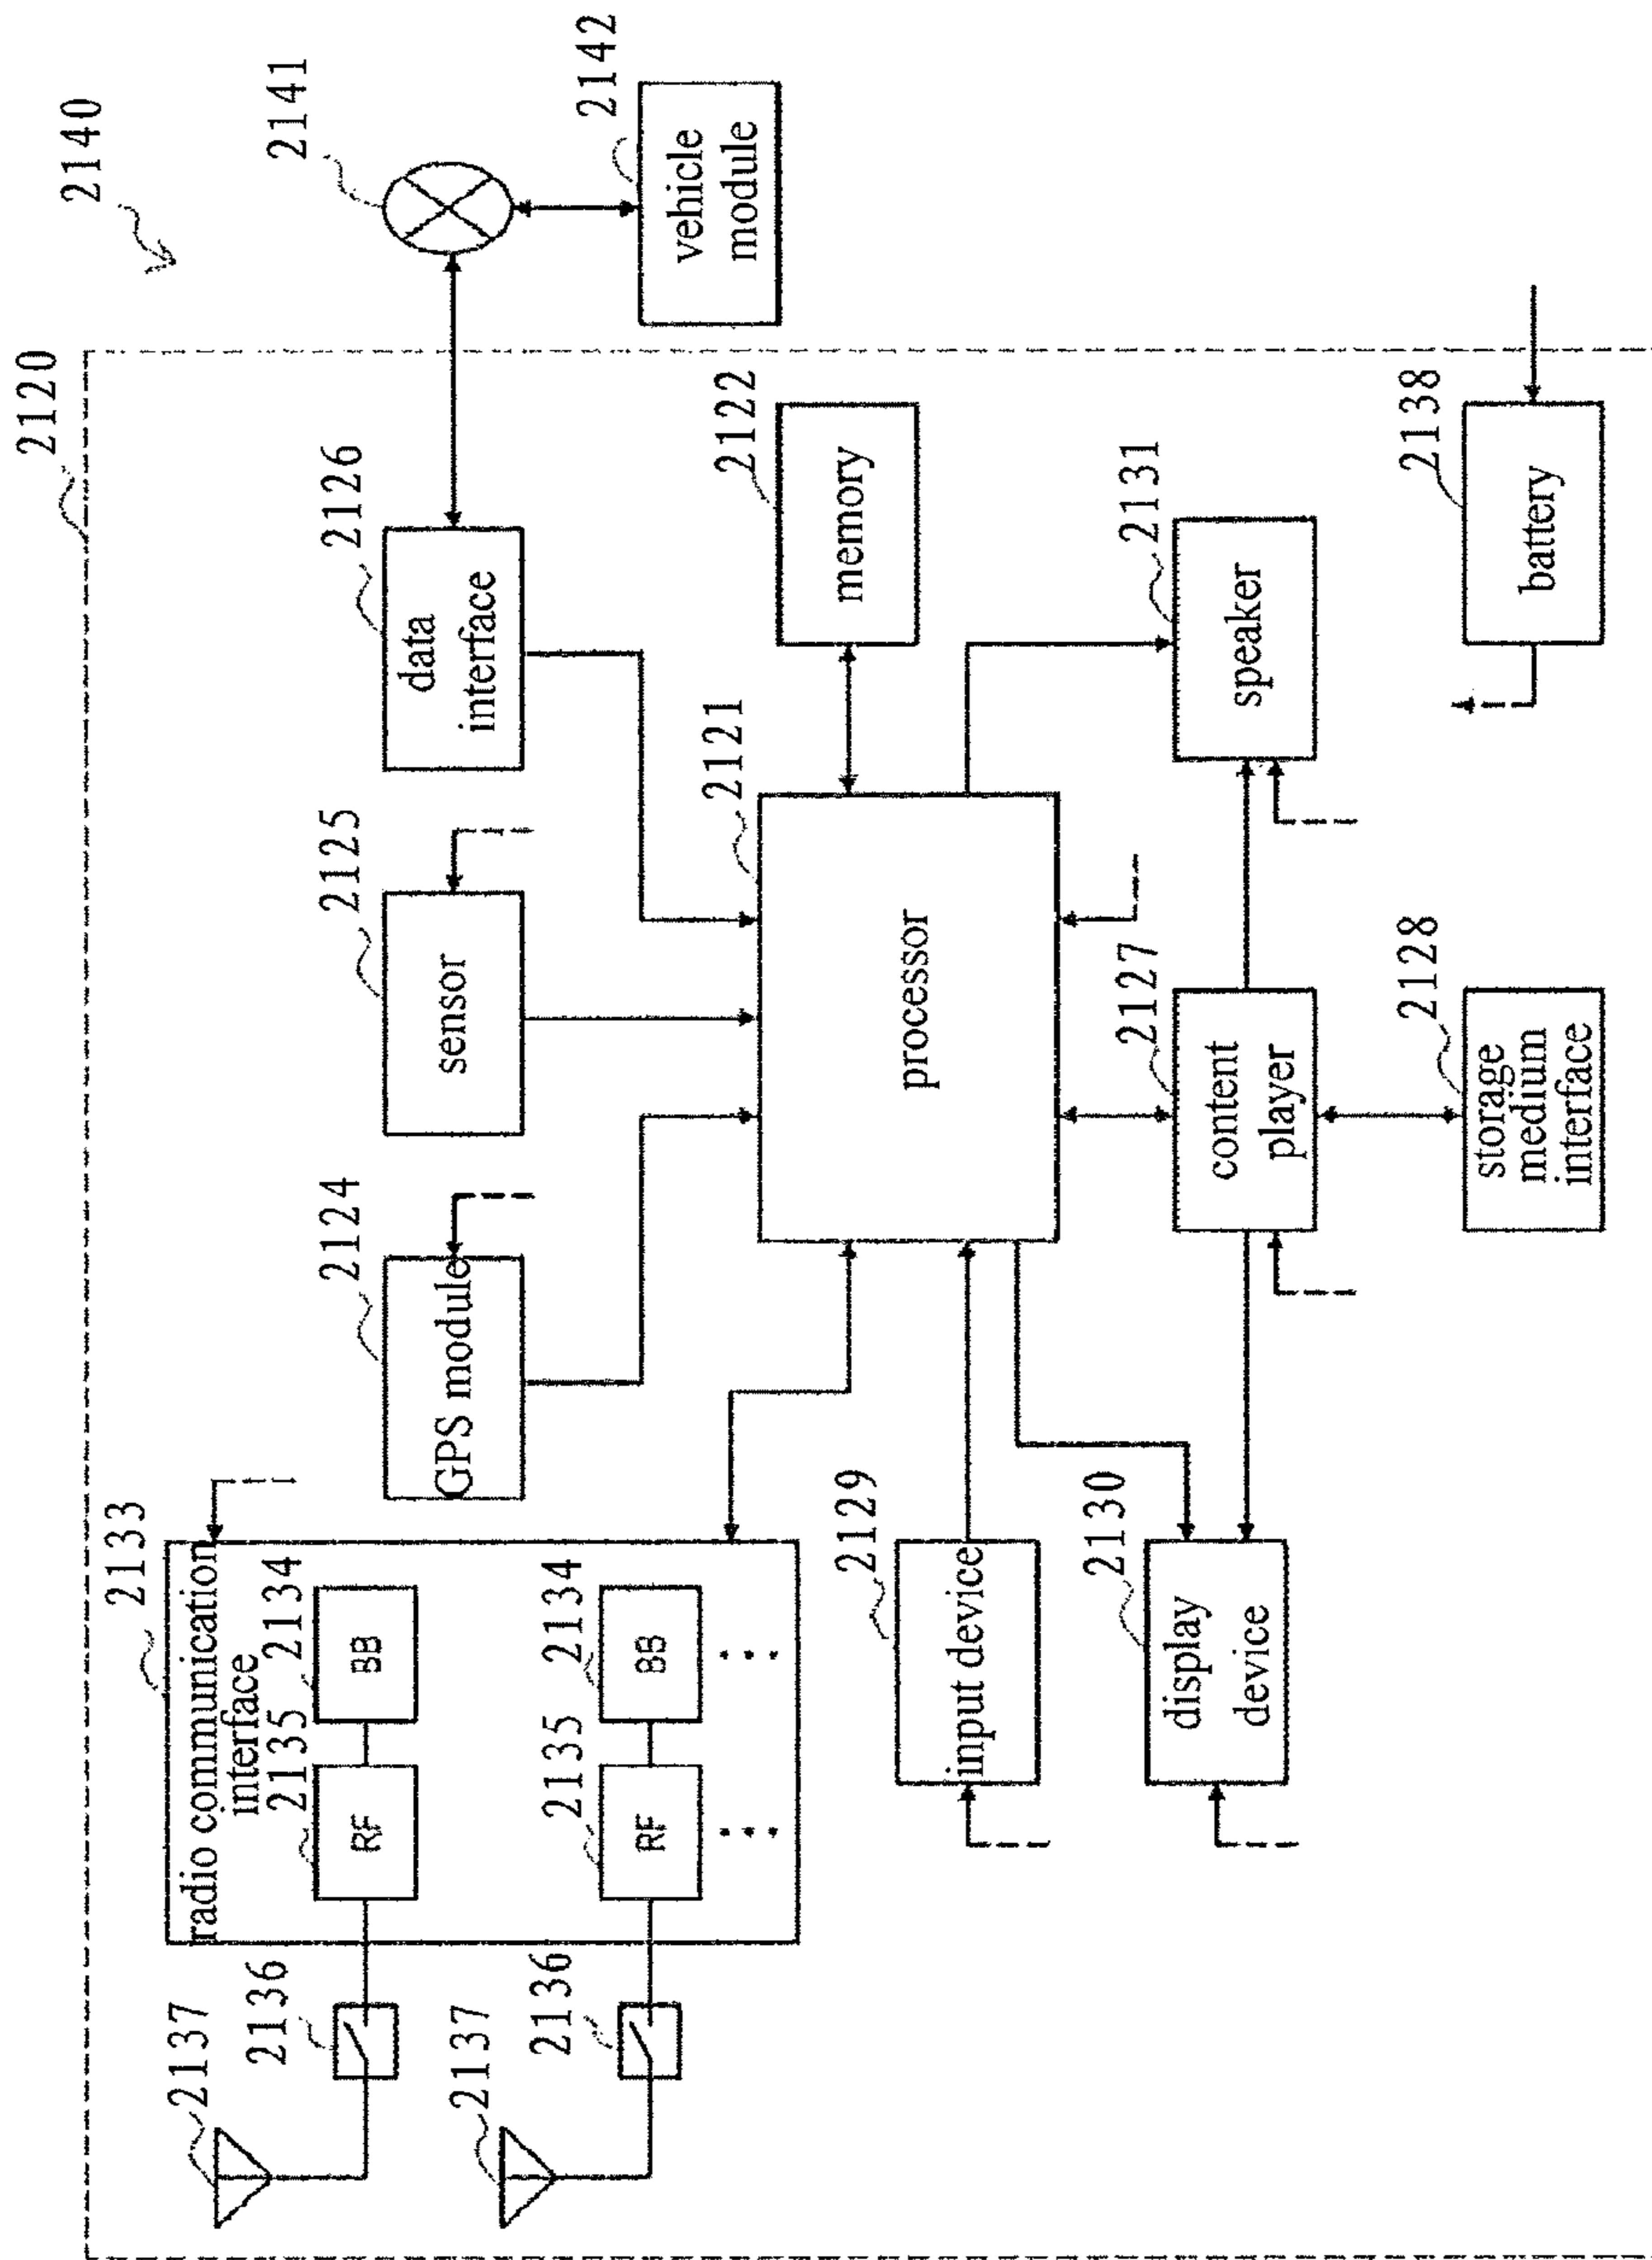 2140
2120
2141
2142
vehicle
module
2126
data
interface
2125
sensor
2124
GPS module
2133
radio communication
interface
2134
BB
2135
RF
2134
BB
2135
RF
2136
2137
2136
2137
2122
memory
2121
processor
2131
speaker
2138
battery
2127
content
player
2128
storage
medium
interface
2129
input device
2130
display
device